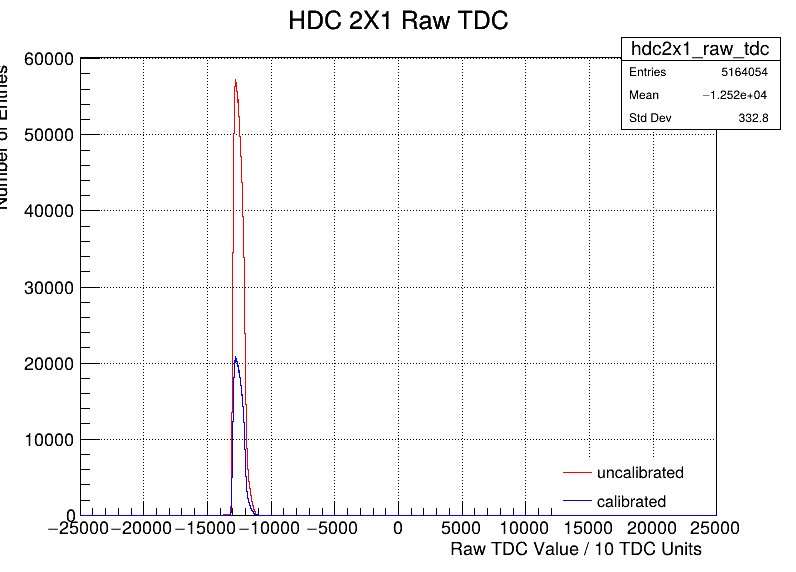 HDC 2X1 Raw TDC
hdc2x1_raw_tdc
Entries 5164054
Mean −1.252e+04
Std Dev 332.8
Number of Entries
60000
50000
40000
30000
20000
10000
0
−25000 −20000 −15000 −10000 −5000 0 5000 10000 15000 20000 25000
uncalibrated
calibrated
Raw TDC Value / 10 TDC Units